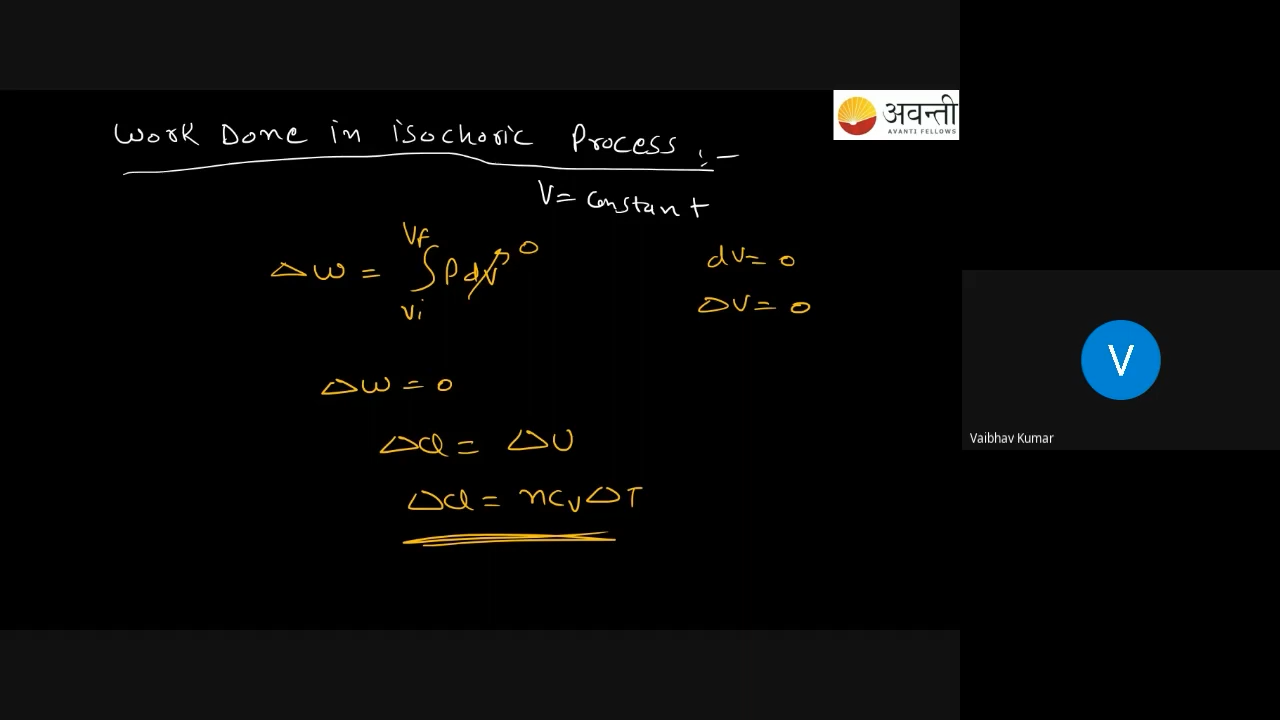 अवन्ती
AVANTI FELLOWS
Work Done in isochoric Process :-
V = constant
ΔW = ∫ Vf Vi P dV 0
dV = 0
ΔV = 0
ΔW = 0
ΔQ = ΔU
ΔQ = nCvΔT
V
Vaibhav Kumar